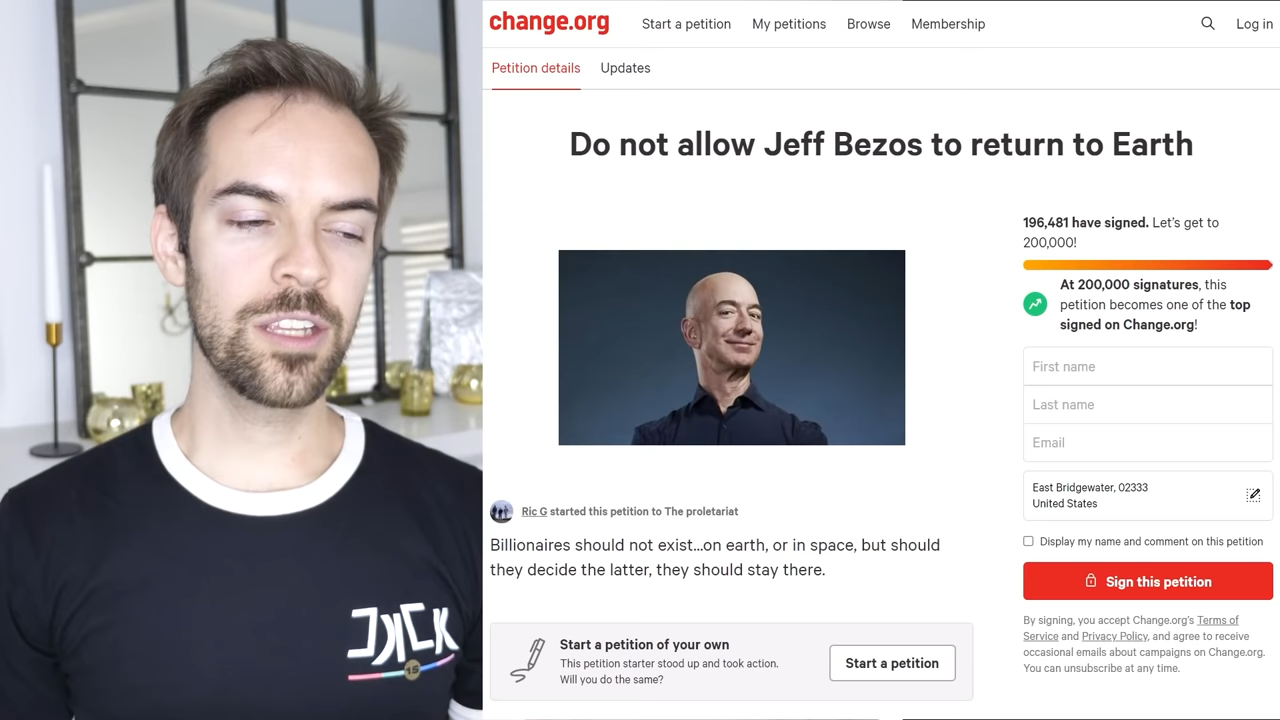 change.org
Start a petition
My petitions
Browse
Membership
Log in
Petition details
Updates
Do not allow Jeff Bezos to return to Earth
196,481 have signed. Let's get to
200,000!
At 200,000 signatures, this
petition becomes one of the top
signed on Change.org!
First name
Last name
Email
East Bridgewater, 02333
United States
Display my name and comment on this petition
Sign this petition
By signing, you accept Change.org's Terms of
Service and Privacy Policy, and agree to receive
occasional emails about campaigns on Change.org.
You can unsubscribe at any time.
Ric G started this petition to The proletariat
Billionaires should not exist...on earth, or in space, but should
they decide the latter, they should stay there.
Start a petition of your own
This petition starter stood up and took action.
Will you do the same?
Start a petition
JACK
15